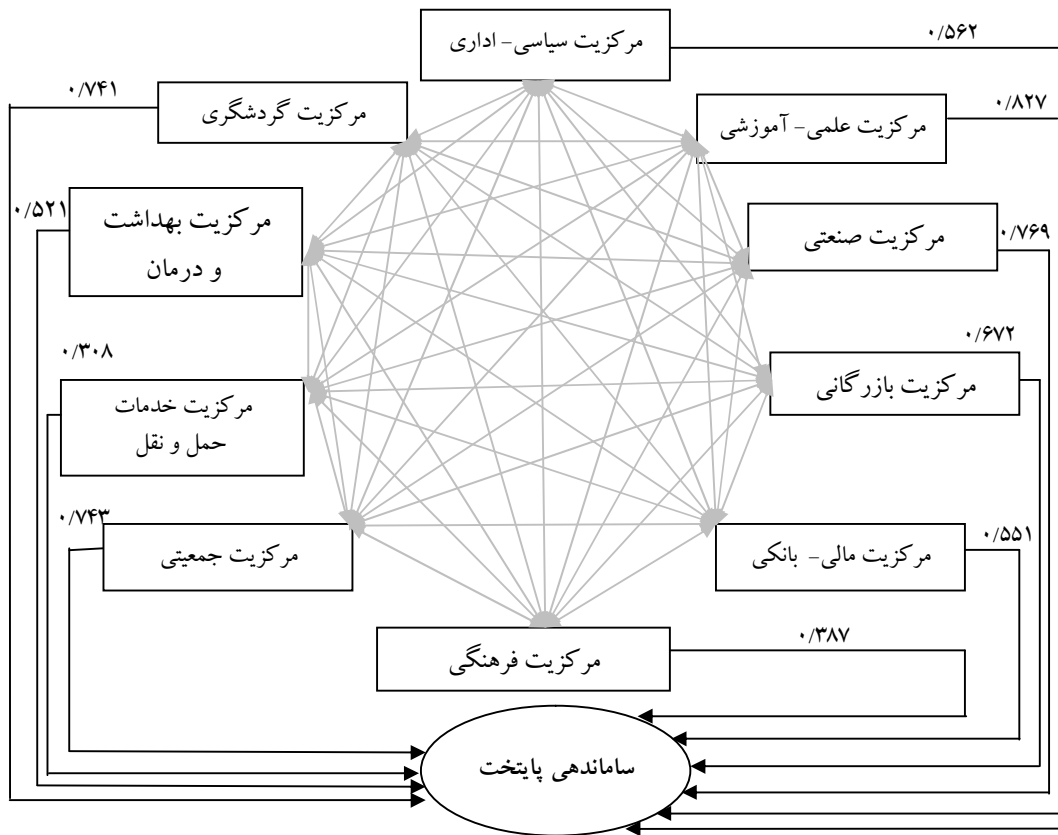 مرکزیت سیاسی- اداری
۰/۵۶۲
۰/۷۴۱
مرکزیت گردشگری
مرکزیت علمی- آموزشی
۰/۸۲۷
۰/۵۲۱
مرکزیت بهداشت
و درمان
مرکزیت صنعتی
۰/۷۶۹
۰/۳۰۸
مرکزیت خدمات
حمل و نقل
۰/۶۷۲
مرکزیت بازرگانی
۰/۷۴۳
مرکزیت جمعیتی
مرکزیت مالی- بانکی
۰/۵۵۱
مرکزیت فرهنگی
۰/۳۸۷
ساماندهی پایتخت